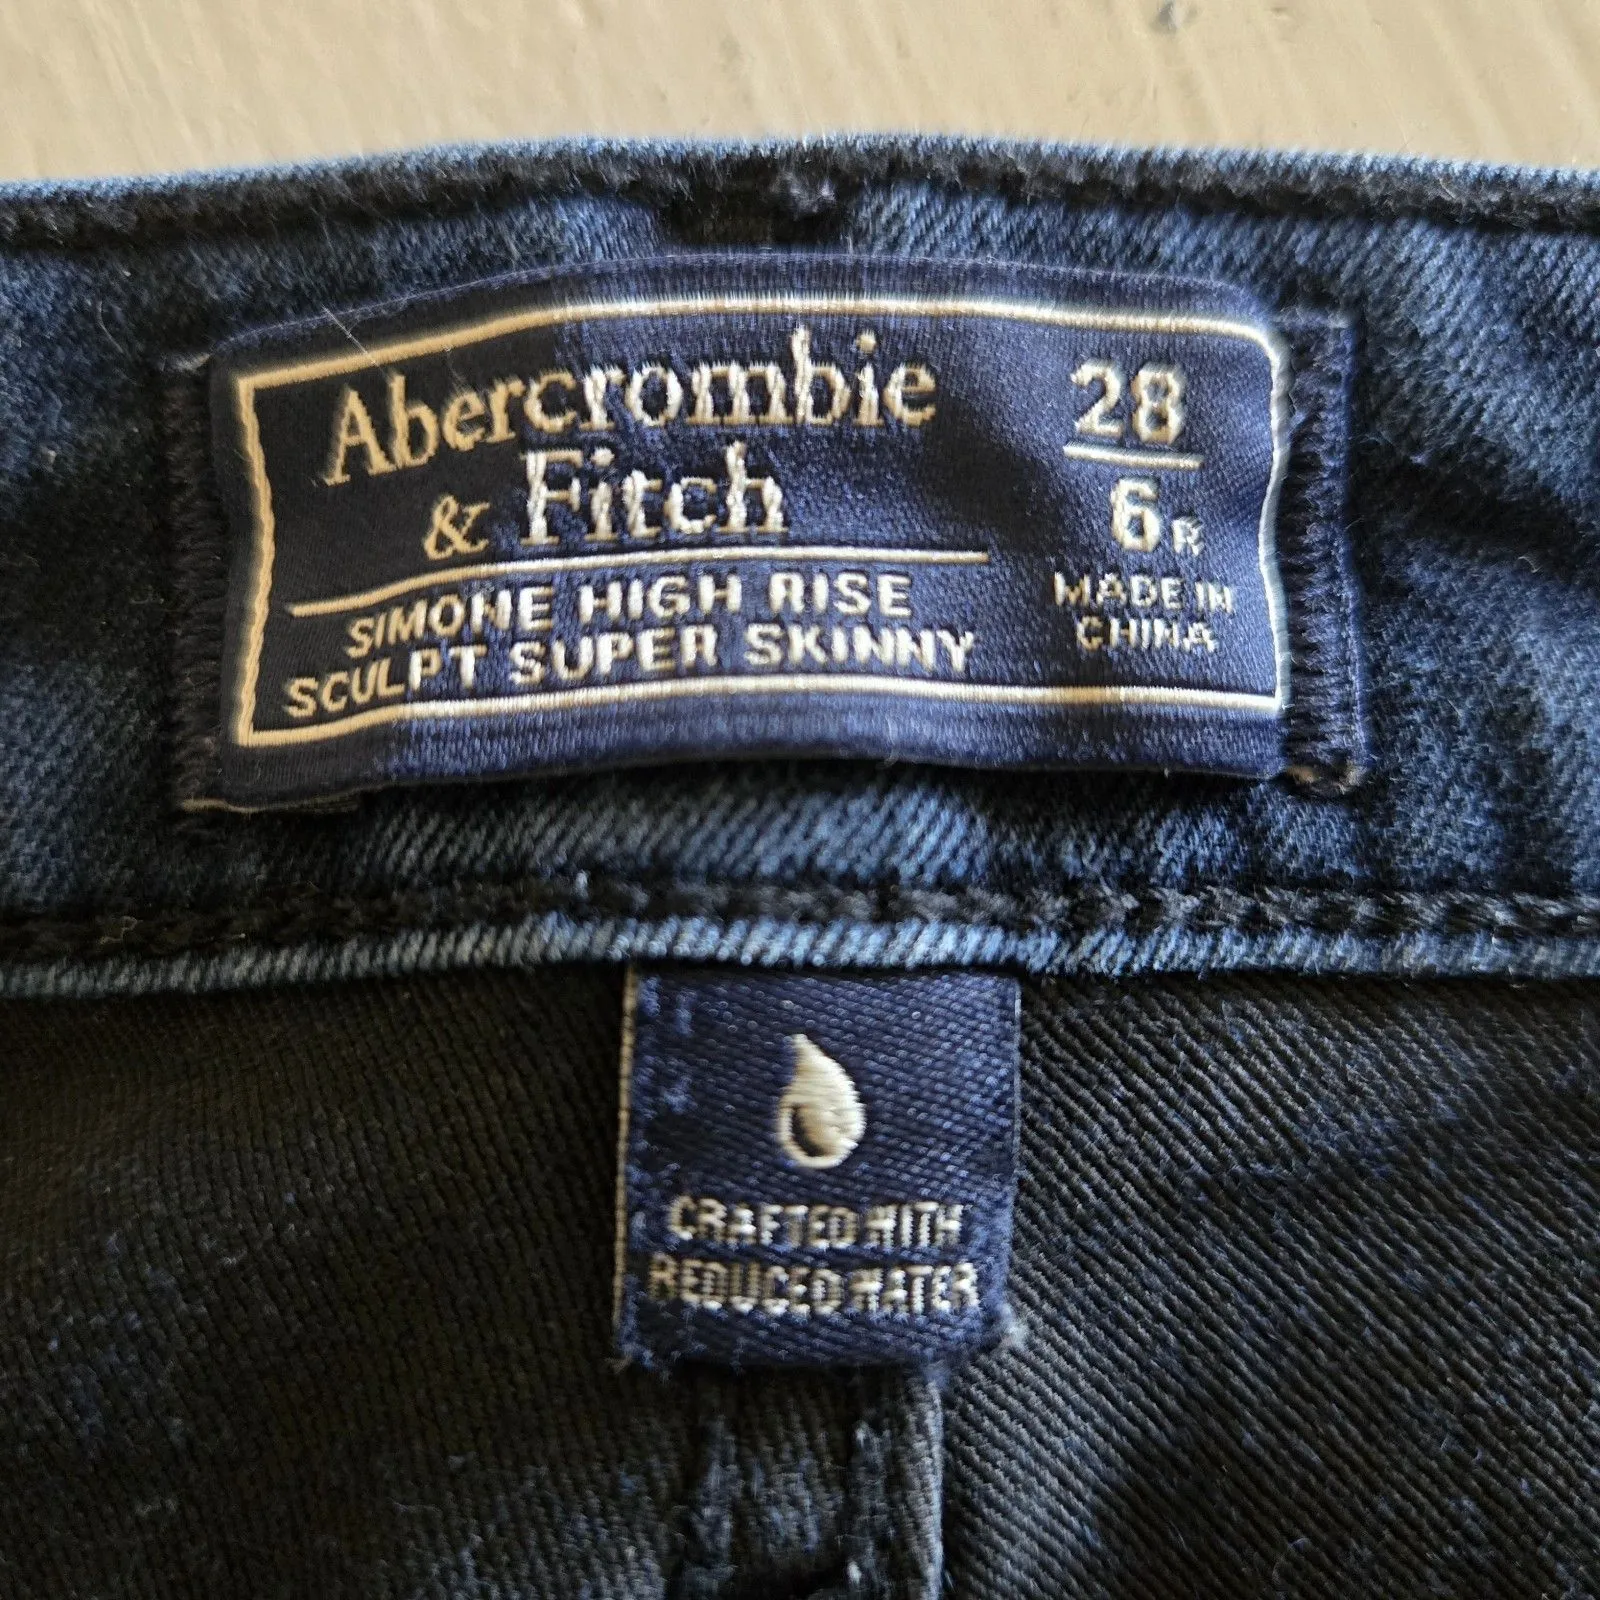 Abercrombie
& Fitch
SIMONE HIGH RISE
SCULPT SUPER SKINNY
28
6R
MADE IN
CHINA
CRAFTED WITH
REDUCED WATER